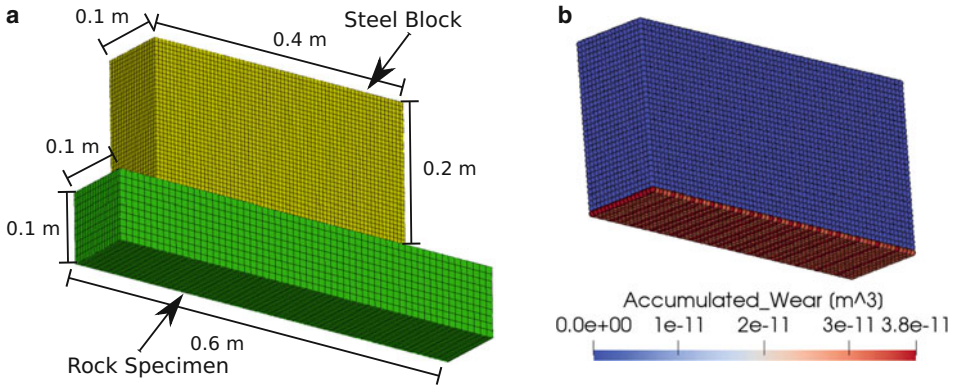 a
0.1 m
0.4 m
Steel Block
0.1 m
0.2 m
0.1 m
0.6 m
Rock Specimen
b
Accumulated_Wear (m^3)
0.0e+00 1e-11 2e-11 3e-11 3.8e-11